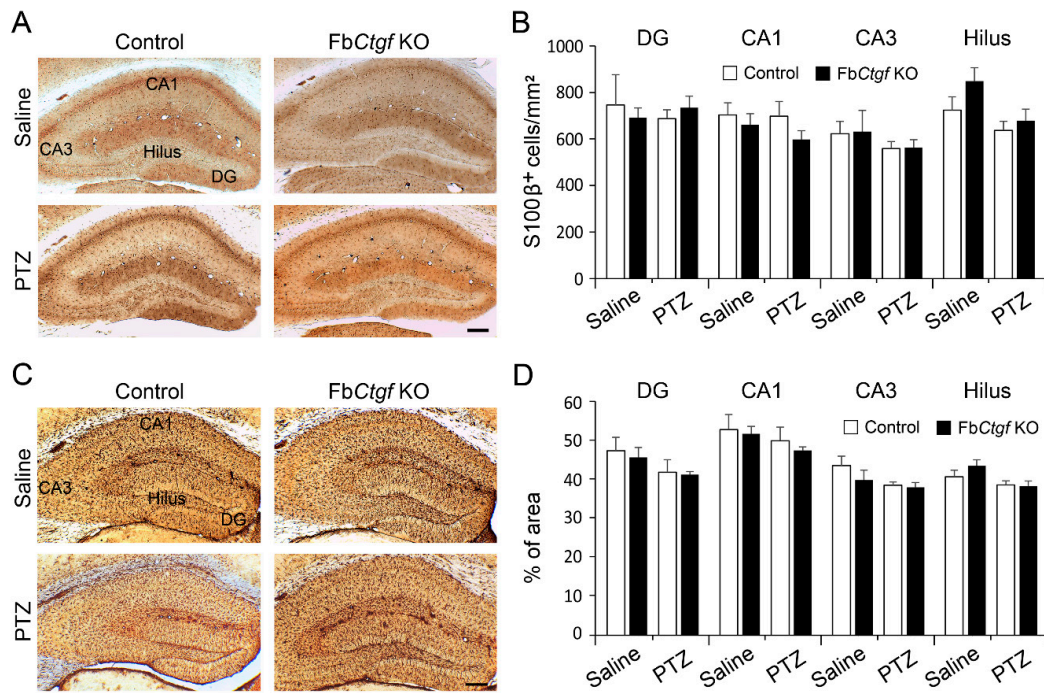 A
Control
FbCtgf KO
Saline
CA1
CA3
Hilus
DG
PTZ
B
S100β+ cells/mm²
1000
800
600
400
200
0
DG CA1 CA3 Hilus
Control FbCtgf KO
Saline PTZ Saline PTZ Saline PTZ Saline PTZ
C
Control
FbCtgf KO
Saline
CA1
CA3
Hilus
DG
PTZ
D
% of area
60
50
40
30
20
10
0
DG CA1 CA3 Hilus
Control FbCtgf KO
Saline PTZ Saline PTZ Saline PTZ Saline PTZ